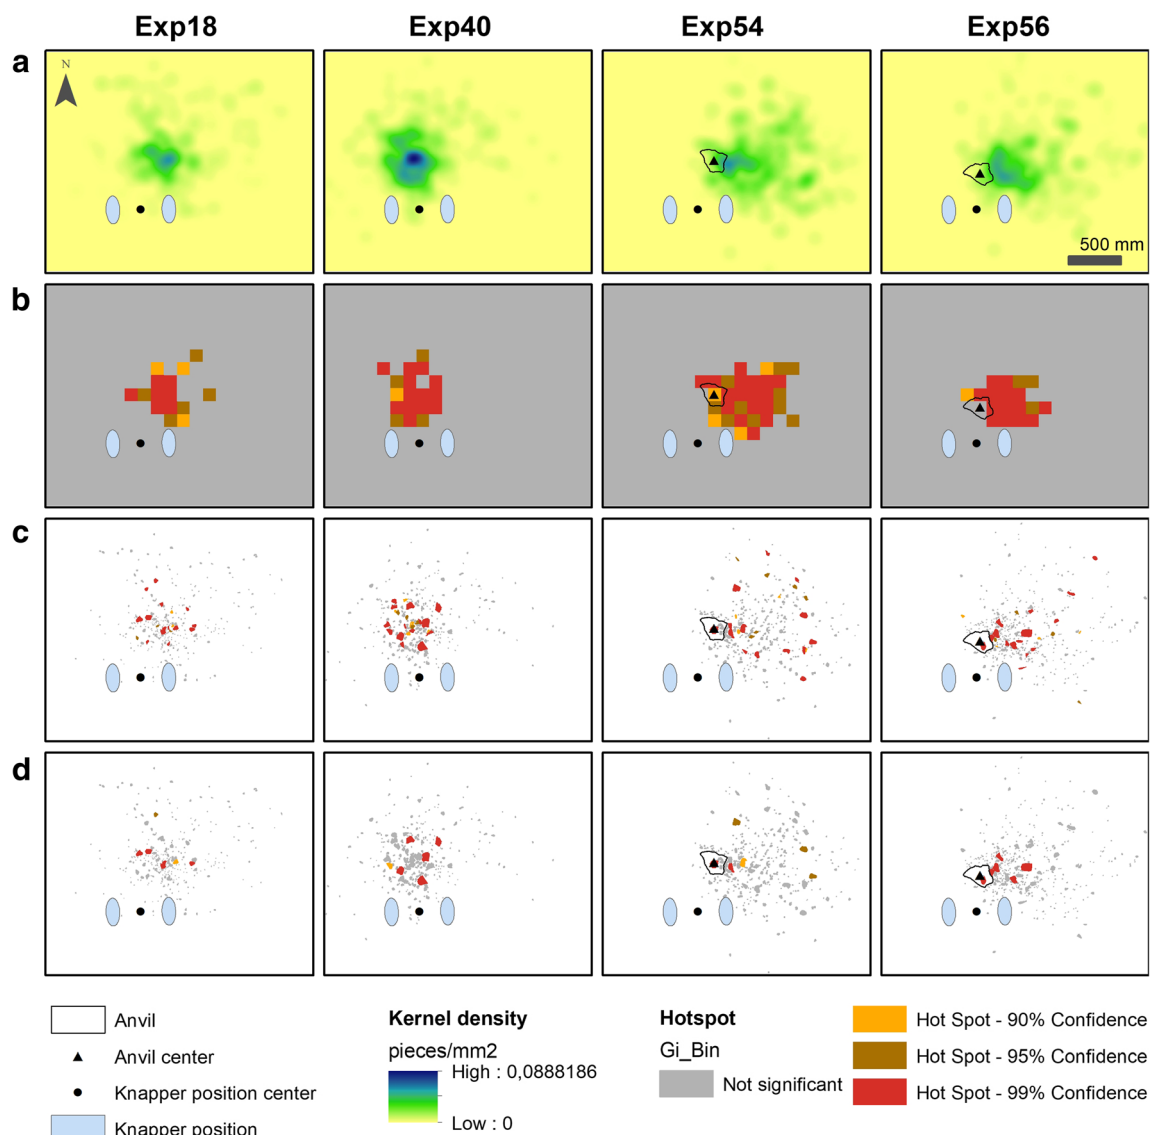 Exp18 Exp40 Exp54 Exp56
a
N
500 mm
b
c
d
Anvil
Anvil center
Knapper position center
Knapper position
Kernel density
pieces/mm2
High : 0,0888186
Low : 0
Hotspot
Gi_Bin
Not significant
Hot Spot - 90% Confidence
Hot Spot - 95% Confidence
Hot Spot - 99% Confidence